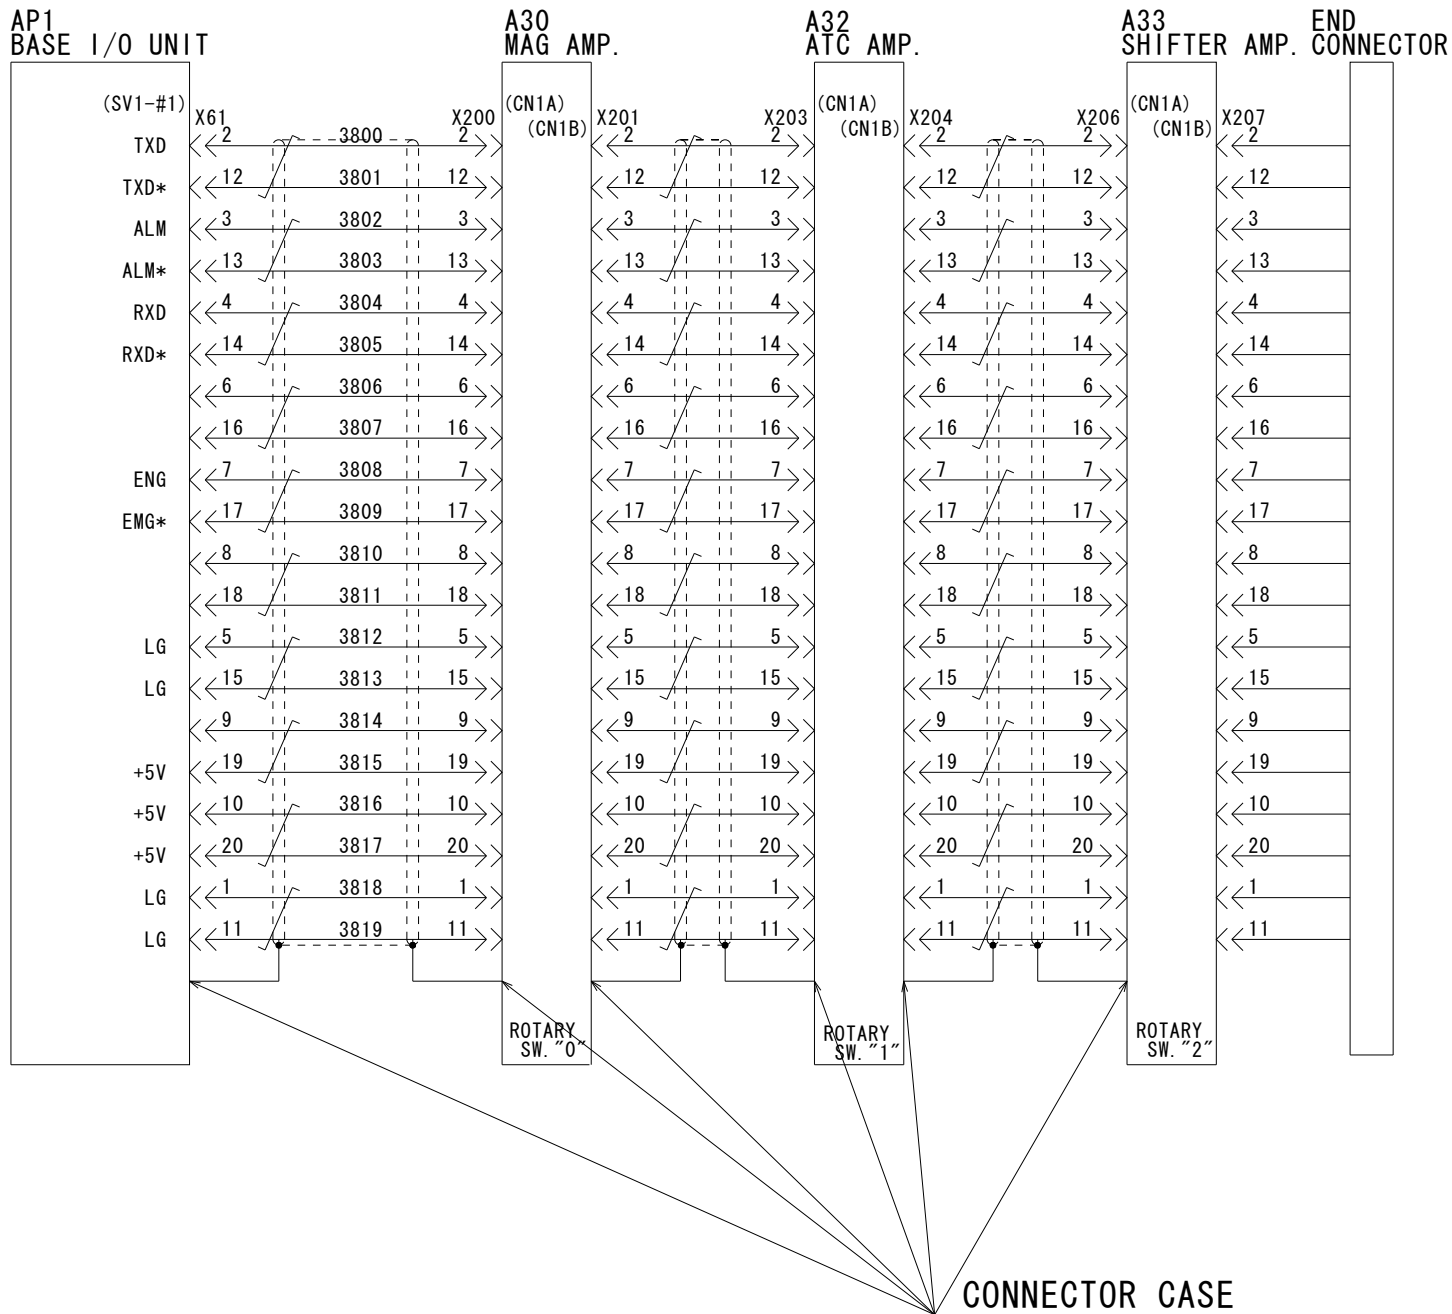 AP1
BASE I/O UNIT
A30
MAG AMP.
A32
ATC AMP.
A33
SHIFTER AMP.
END
CONNECTOR
(SV1-#1) X61 X200 (CN1A) (CN1B) X201 X203 (CN1A) (CN1B) X204 X206 (CN1A) (CN1B) X207
TXD 2 3800 2 2 2 2 2 2
TXD* 12 3801 12 12 12 12 12 12
ALM 3 3802 3 3 3 3 3 3
ALM* 13 3803 13 13 13 13 13 13
RXD 4 3804 4 4 4 4 4 4
RXD* 14 3805 14 14 14 14 14 14
6 3806 6 6 6 6 6 6
16 3807 16 16 16 16 16 16
ENG 7 3808 7 7 7 7 7 7
EMG* 17 3809 17 17 17 17 17 17
8 3810 8 8 8 8 8 8
18 3811 18 18 18 18 18 18
LG 5 3812 5 5 5 5 5 5
LG 15 3813 15 15 15 15 15 15
9 3814 9 9 9 9 9 9
+5V 19 3815 19 19 19 19 19 19
+5V 10 3816 10 10 10 10 10 10
+5V 20 3817 20 20 20 20 20 20
LG 1 3818 1 1 1 1 1 1
LG 11 3819 11 11 11 11 11 11
ROTARY
SW."0"
ROTARY
SW."1"
ROTARY
SW."2"
CONNECTOR CASE